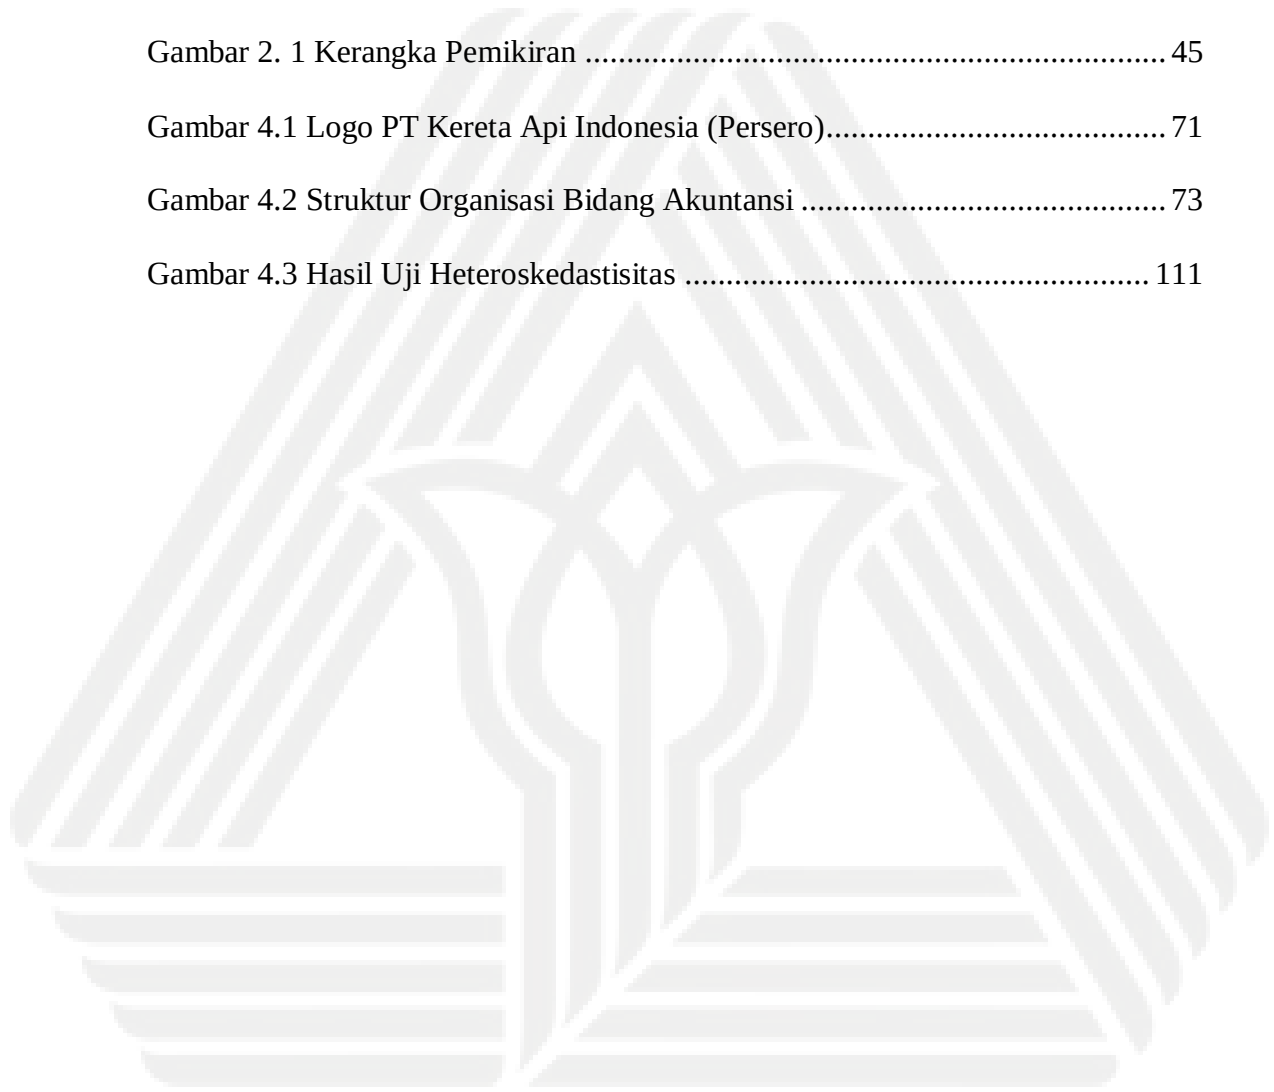 Gambar 2. 1 Kerangka Pemikiran ....................................................................... 45
Gambar 4.1 Logo PT Kereta Api Indonesia (Persero)......................................... 71
Gambar 4.2 Struktur Organisasi Bidang Akuntansi ............................................ 73
Gambar 4.3 Hasil Uji Heteroskedastisitas ........................................................ 111